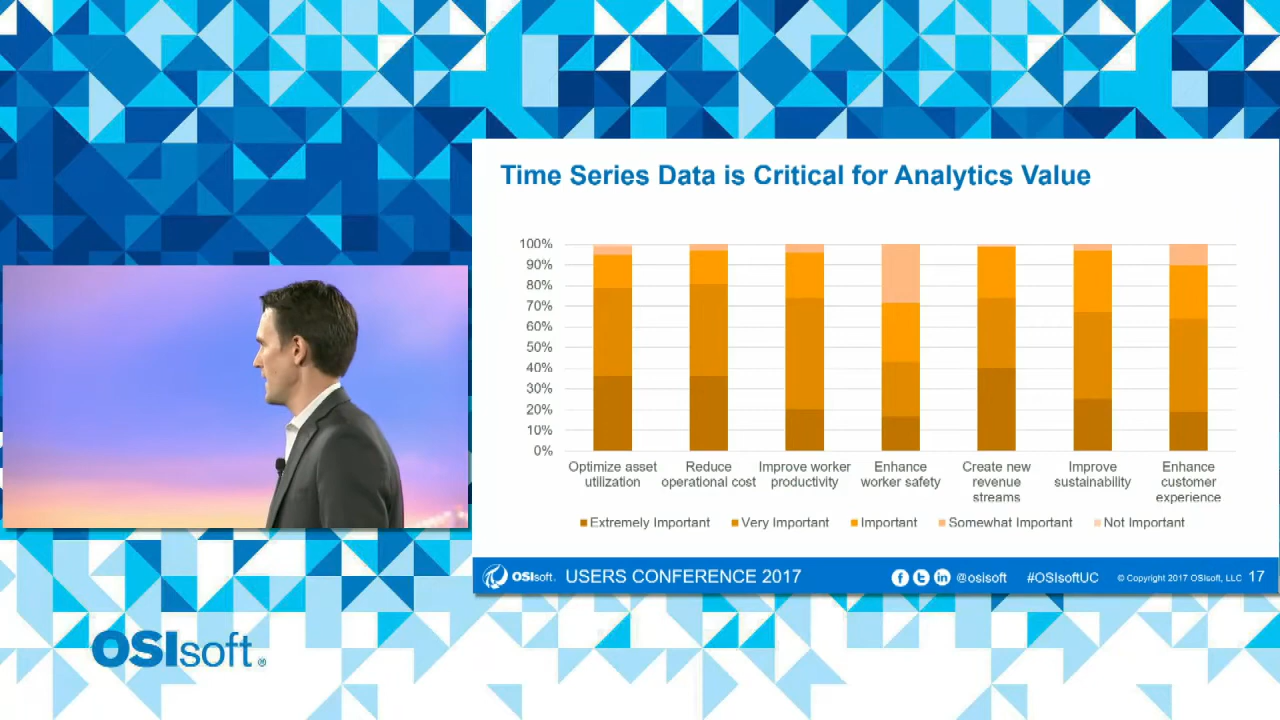 Time Series Data is Critical for Analytics Value
100%
90%
80%
70%
60%
50%
40%
30%
20%
10%
0%
Optimize asset
utilization
Reduce
operational cost
Improve worker
productivity
Enhance
worker safety
Create new
revenue
streams
Improve
sustainability
Enhance
customer
experience
Extremely Important Very Important Important Somewhat Important Not Important
OSIsoft. USERS CONFERENCE 2017 @osisoft #OSIsoftUC © Copyright 2017 OSIsoft, LLC 17
OSIsoft®